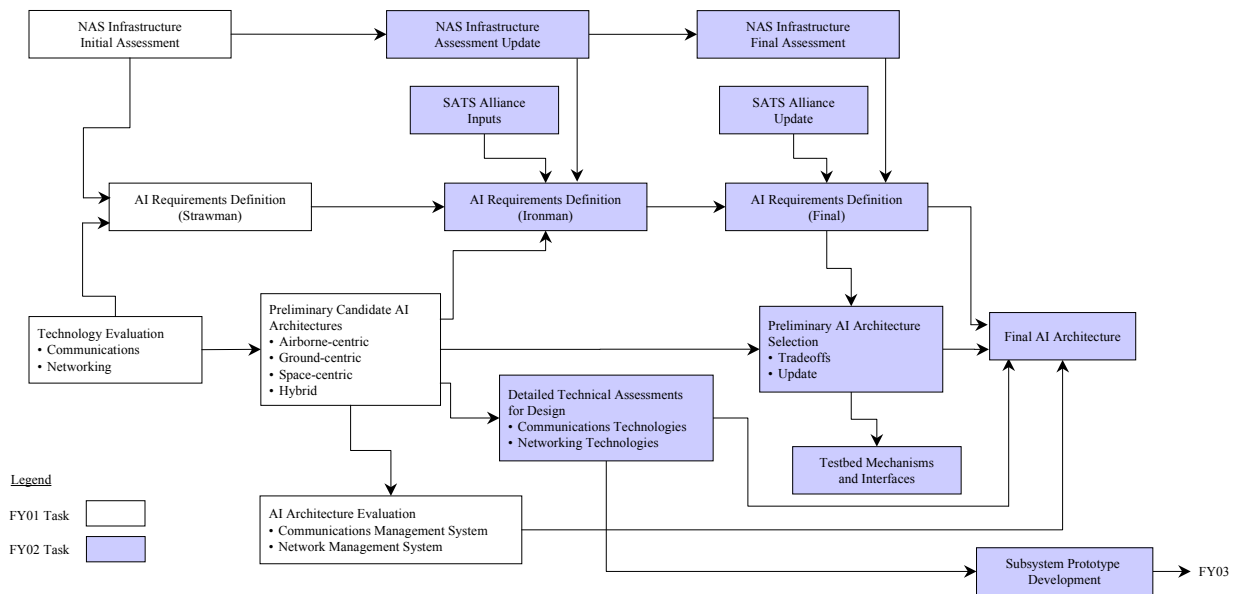 NAS Infrastructure
Initial Assessment
NAS Infrastructure
Assessment Update
NAS Infrastructure
Final Assessment
SATS Alliance
Inputs
SATS Alliance
Update
AI Requirements Definition
(Strawman)
AI Requirements Definition
(Ironman)
AI Requirements Definition
(Final)
Technology Evaluation
• Communications
• Networking
Preliminary Candidate AI
Architectures
• Airborne-centric
• Ground-centric
• Space-centric
• Hybrid
Preliminary AI Architecture
Selection
• Tradeoffs
• Update
Final AI Architecture
Detailed Technical Assessments
for Design
• Communications Technologies
• Networking Technologies
Testbed Mechanisms
and Interfaces
Legend
FY01 Task
FY02 Task
AI Architecture Evaluation
• Communications Management System
• Network Management System
Subsystem Prototype
Development
FY03